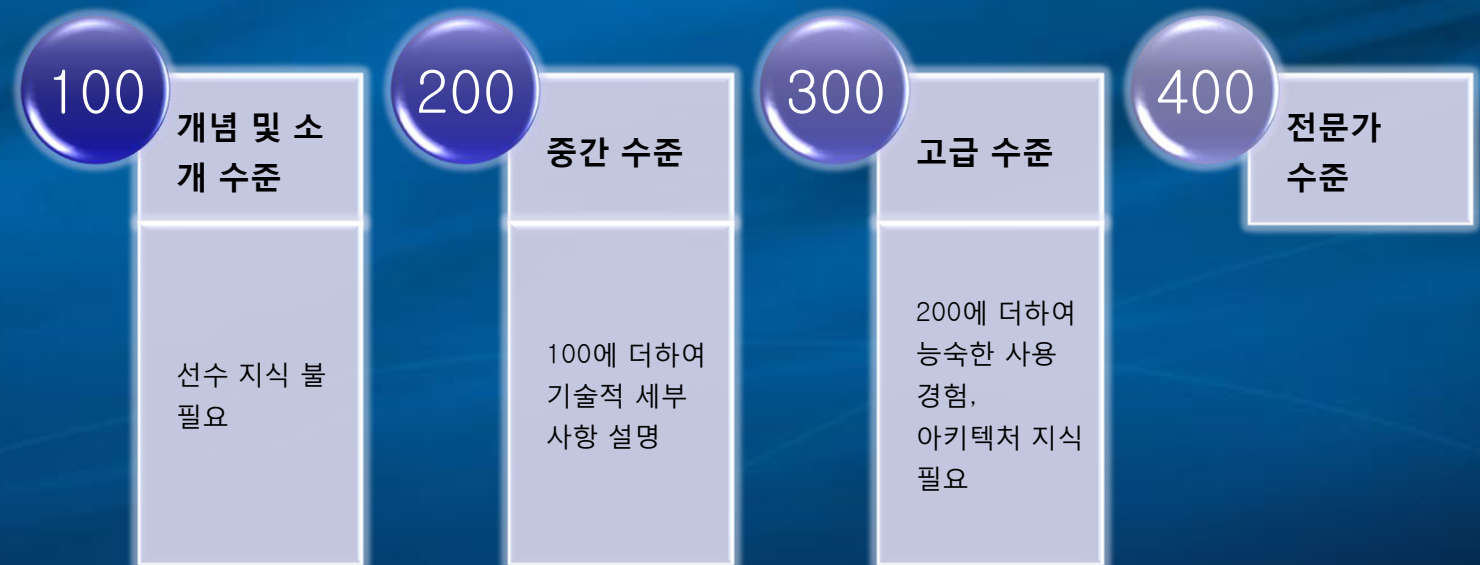 100
개념 및 소
개 수준
선수 지식 불
필요
200
중간 수준
100에 더하여
기술적 세부
사항 설명
300
고급 수준
200에 더하여
능숙한 사용
경험,
아키텍처 지식
필요
400
전문가
수준